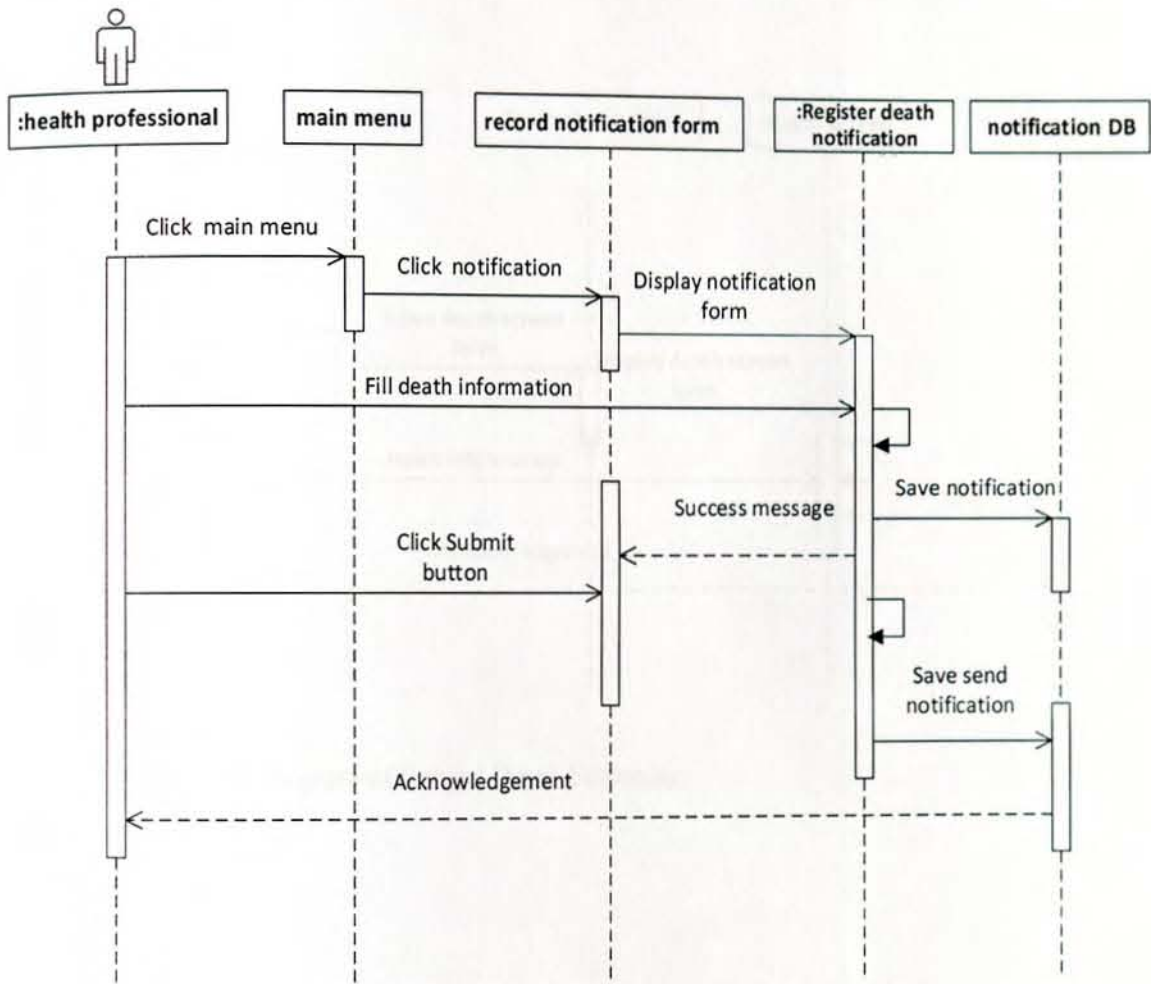 :health professional
main menu
record notification form
:Register death
notification
notification DB
Click  main menu
Click  notification
Display notification
form
Fill death information
Save notification
Success message
Click Submit
button
Save send
notification
Acknowledgement